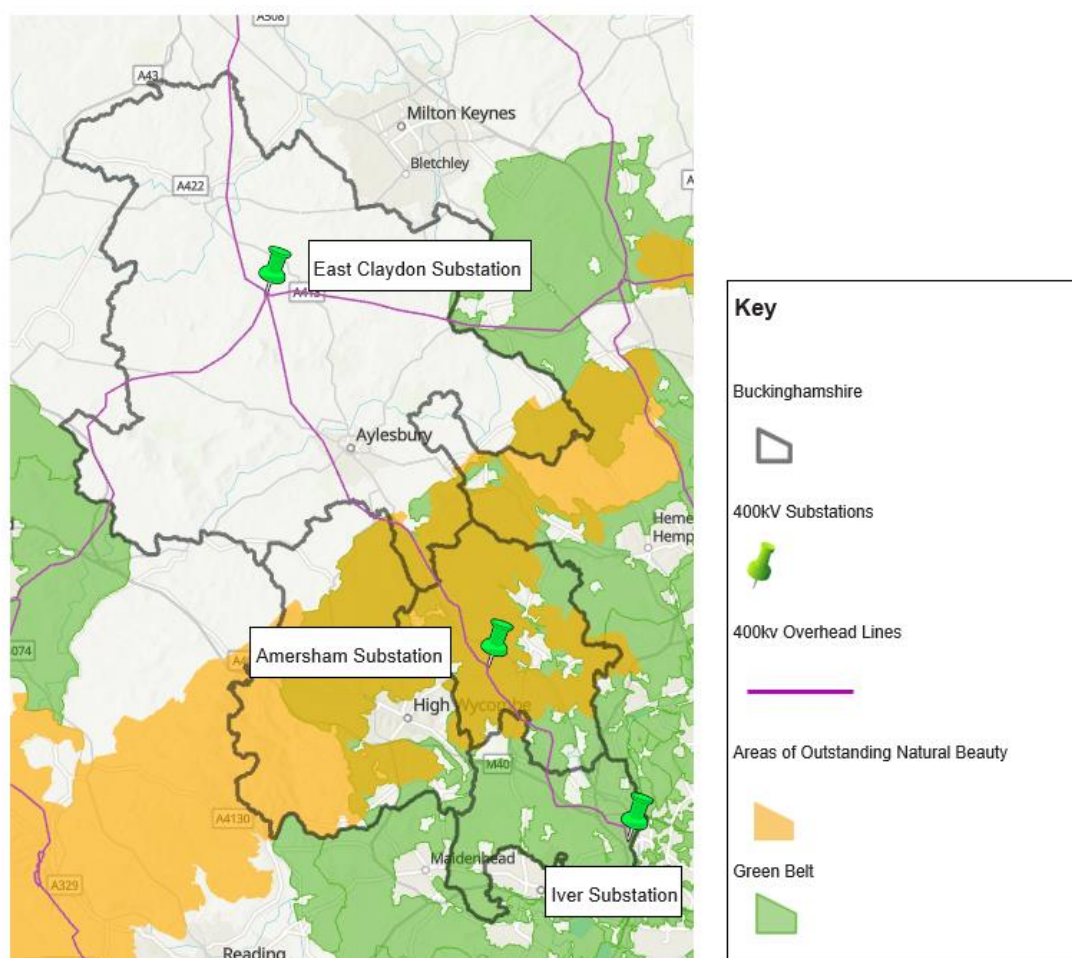 A508
A43
Milton Keynes
Bletchley
A422
East Claydon Substation
A413
Key
Buckinghamshire
Aylesbury
400kV Substations
Heme
Hemp
Amersham Substation
400kv Overhead Lines
High Wycombe
M40
Areas of Outstanding Natural Beauty
A4130
Maidenhead
Green Belt
A329
Iver Substation
Reading